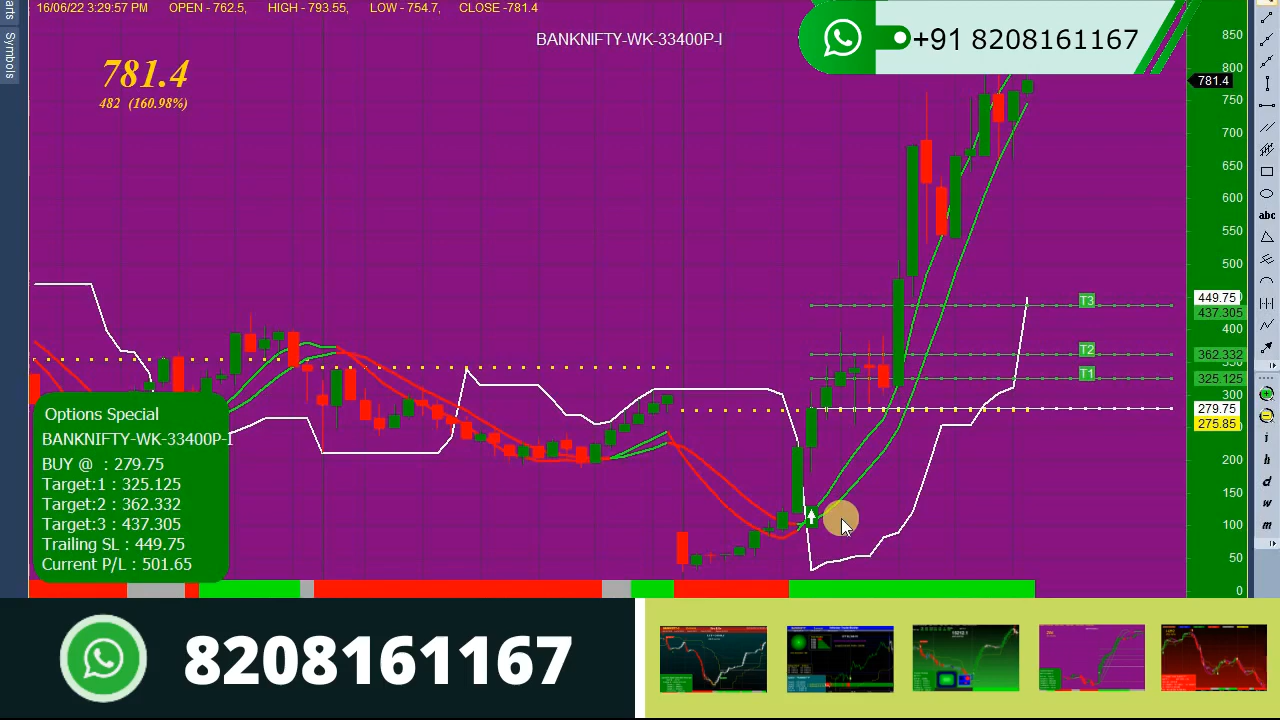 arts
Symbols
16/06/22 3:29:57 PM OPEN - 762.5, HIGH - 793.55, LOW - 754.7, CLOSE -781.4
BANKNIFTY-WK-33400P-I
+91 8208161167
781.4
482 (160.98%)
850
800
781.4
750
700
650
600
550
500
449.75
437.305
400
362.332
325.125
300
279.75
275.85
200
150
100
50
0
T3
T2
T1
abc
Options Special
BANKNIFTY-WK-33400P-I
BUY @ : 279.75
Target:1 : 325.125
Target:2 : 362.332
Target:3 : 437.305
Trailing SL : 449.75
Current P/L : 501.65
8208161167